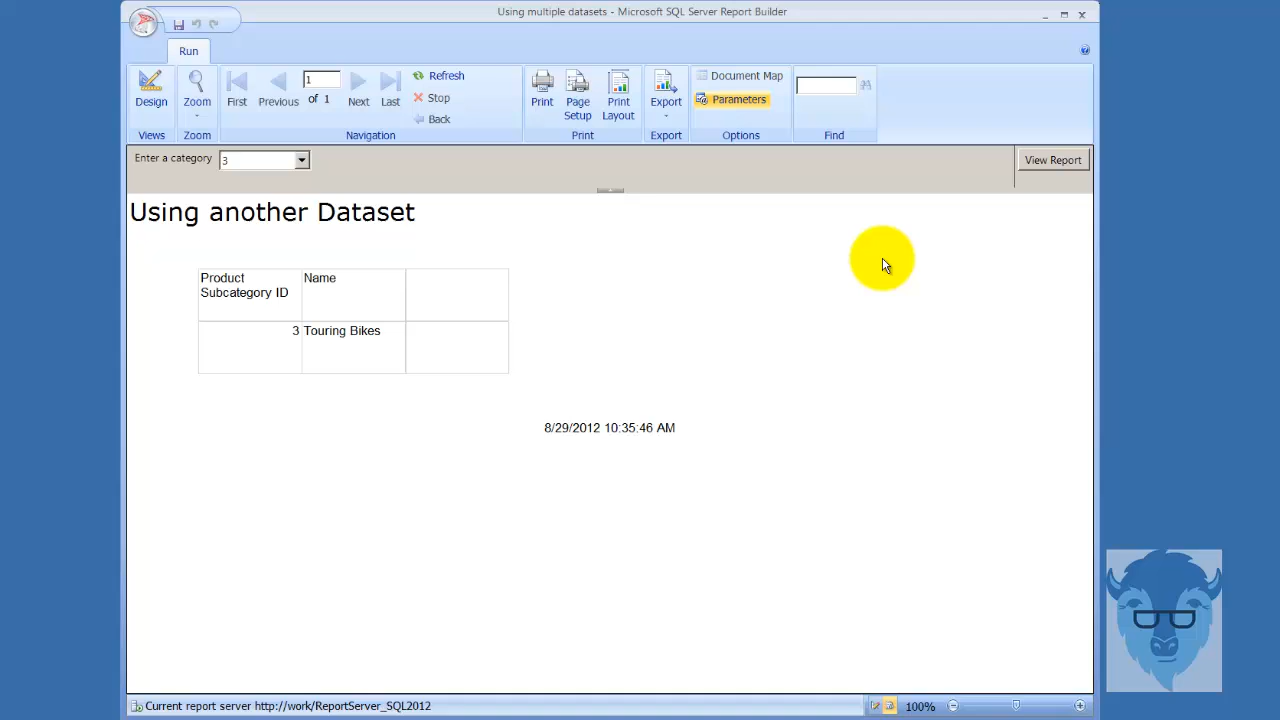 Using multiple datasets - Microsoft SQL Server Report Builder
Run
Design
Zoom
First
Previous
1
of 1
Next
Last
Refresh
Stop
Back
Print
Page
Setup
Print
Layout
Export
Document Map
Parameters
Views
Zoom
Navigation
Print
Export
Options
Find
Enter a category
3
View Report
Using another Dataset
Product
Subcategory ID
Name
3
Touring Bikes
8/29/2012 10:35:46 AM
Current report server http://work/ReportServer_SQL2012
100%